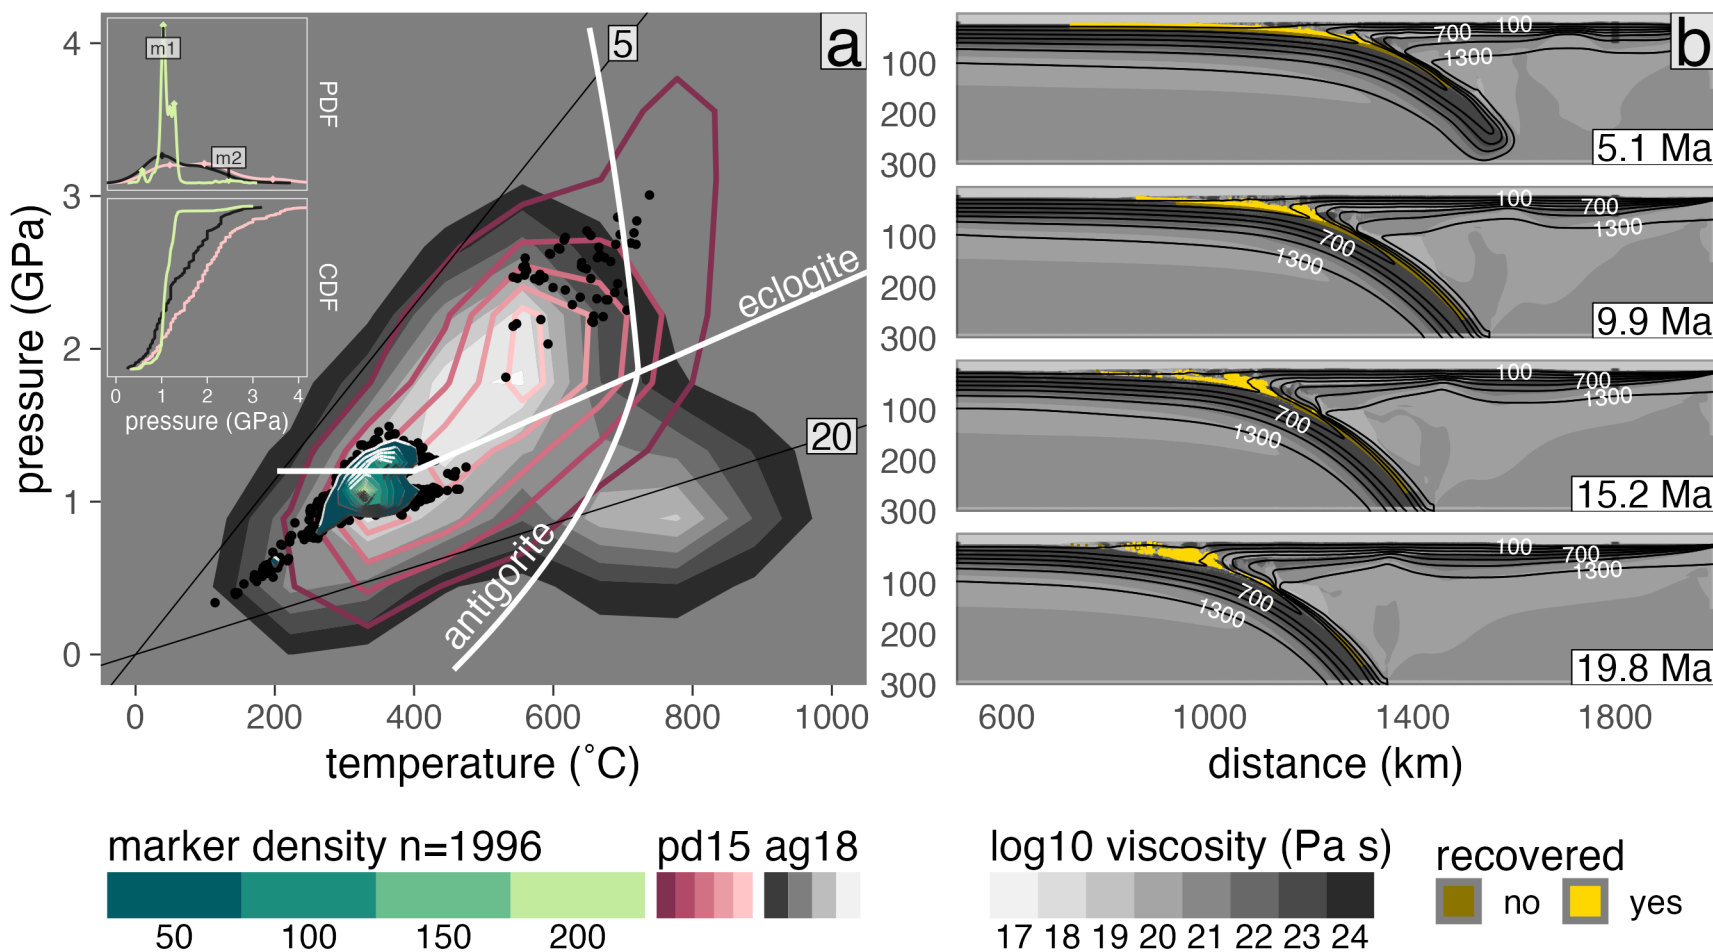 a
5
20
eclogite
antigorite
m1
m2
PDF
CDF
0 1 2 3 4
pressure (GPa)
4
3
2
1
0
pressure (GPa)
0 200 400 600 800 1000
temperature (˚C)
b
100
700
1300
100
200
300
5.1 Ma
100
700
1300
700
1300
100
200
300
9.9 Ma
100
700
1300
700
1300
100
200
300
15.2 Ma
100
700
1300
700
1300
100
200
300
19.8 Ma
600 1000 1400 1800
distance (km)
marker density n=1996
50 100 150 200
pd15 ag18
log10 viscosity (Pa s)
17 18 19 20 21 22 23 24
recovered
no yes